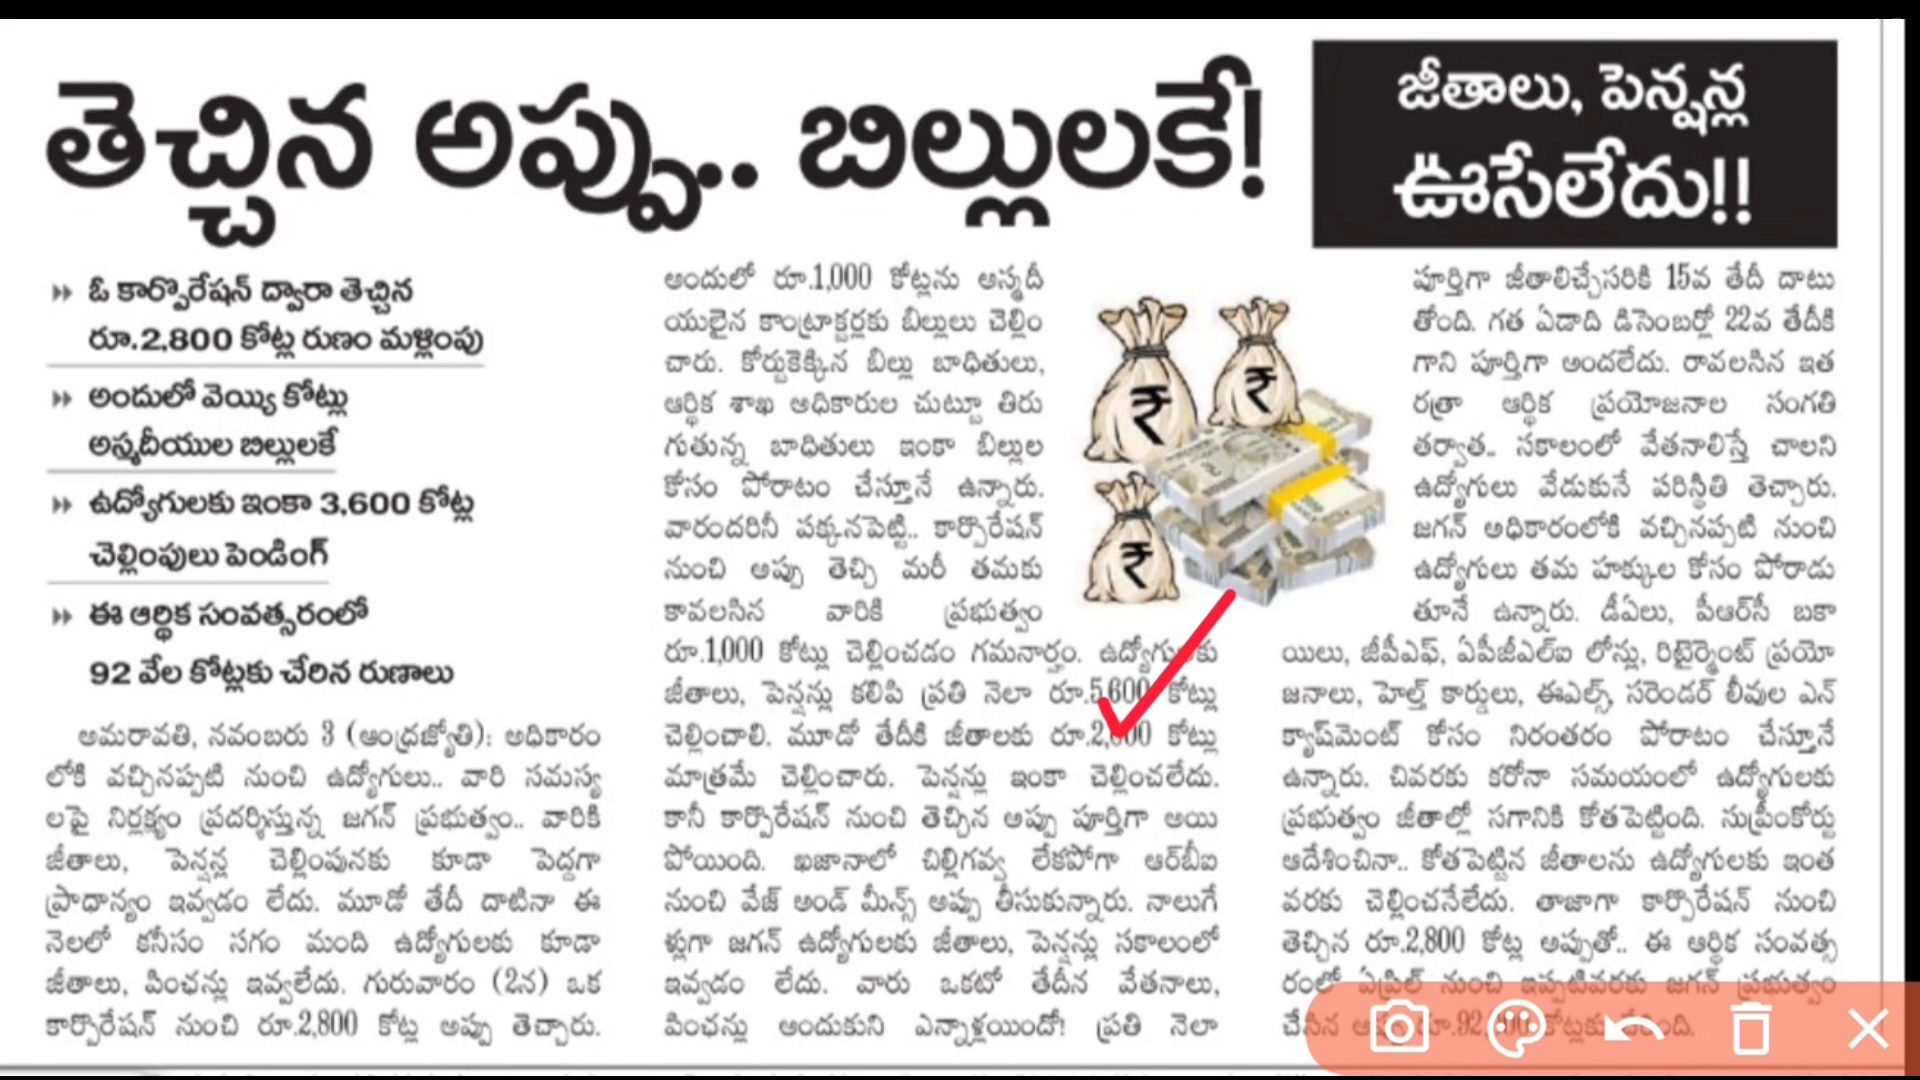 తెచ్చిన అప్పు.. బిల్లులకే!
జీతాలు, పెన్షన్ల
ఊసేలేదు!!
ఓ కార్పొరేషన్ ద్వారా తెచ్చిన
రూ.2,800 కోట్ల రుణం మళ్లింపు
అందులో వెయ్యి కోట్లు
అస్మదీయుల బిల్లులకే
ఉద్యోగులకు ఇంకా 3,600 కోట్ల
చెల్లింపులు పెండింగ్
ఈ ఆర్థిక సంవత్సరంలో
92 వేల కోట్లకు చేరిన రుణాలు
అమరావతి, నవంబరు 3 (ఆంధ్రజ్యోతి): అధికారం
లోకి వచ్చినప్పటి నుంచి ఉద్యోగులు.. వారి సమస్య
లపై నిర్లక్ష్యం ప్రదర్శిస్తున్న జగన్ ప్రభుత్వం.. వారికి
జీతాలు, పెన్షన్ల చెల్లింపునకు కూడా పెద్దగా
ప్రాధాన్యం ఇవ్వడం లేదు. మూడో తేదీ దాటినా ఈ
నెలలో కనీసం సగం మంది ఉద్యోగులకు కూడా
జీతాలు, పింఛన్లు ఇవ్వలేదు. గురువారం (2న) ఒక
కార్పొరేషన్ నుంచి రూ.2,800 కోట్ల అప్పు తెచ్చారు.
అందులో రూ.1,000 కోట్లను అస్మదీ
యులైన కాంట్రాక్టర్లకు బిల్లులు చెల్లిం
చారు. కోర్టుకెక్కిన బిల్లు బాధితులు,
ఆర్థిక శాఖ అధికారుల చుట్టూ తిరు
గుతున్న బాధితులు ఇంకా బిల్లుల
కోసం పోరాటం చేస్తూనే ఉన్నారు.
వారందరినీ పక్కనపెట్టి.. కార్పొరేషన్
నుంచి అప్పు తెచ్చి మరీ తమకు
కావలసిన వారికి ప్రభుత్వం
రూ.1,000 కోట్లు చెల్లించడం గమనార్హం. ఉద్యోగులకు
జీతాలు, పెన్షన్లు కలిపి ప్రతి నెలా రూ.5,600 కోట్లు
చెల్లించాలి. మూడో తేదీకి జీతాలకు రూ.2,000 కోట్లు
మాత్రమే చెల్లించారు. పెన్షన్లు ఇంకా చెల్లించలేదు.
కానీ కార్పొరేషన్ నుంచి తెచ్చిన అప్పు పూర్తిగా అయి
పోయింది. ఖజానాలో చిల్లిగవ్వ లేకపోగా ఆర్‌బీఐ
నుంచి వేజ్ అండ్ మీన్స్ అప్పు తీసుకున్నారు. నాలుగే
ళ్లుగా జగన్ ఉద్యోగులకు జీతాలు, పెన్షన్లు సకాలంలో
ఇవ్వడం లేదు. వారు ఒకటో తేదీన వేతనాలు,
పింఛన్లు అందుకుని ఎన్నాళ్లయిందో! ప్రతి నెలా
పూర్తిగా జీతాలిచ్చేసరికి 15వ తేదీ దాటు
తోంది. గత ఏడాది డిసెంబర్లో 22వ తేదీకి
గాని పూర్తిగా అందలేదు. రావలసిన ఇత
రత్రా ఆర్థిక ప్రయోజనాల సంగతి
తర్వాత.. సకాలంలో వేతనాలిస్తే చాలని
ఉద్యోగులు వేడుకునే పరిస్థితి తెచ్చారు.
జగన్ అధికారంలోకి వచ్చినప్పటి నుంచి
ఉద్యోగులు తమ హక్కుల కోసం పోరాడు
తూనే ఉన్నారు. డీఏలు, పీఆర్‌సీ బకా
యిలు, జీపీఎఫ్, ఏపీజీఎల్ఐ లోన్లు, రిటైర్మెంట్ ప్రయో
జనాలు, హెల్త్ కార్డులు, ఈఎల్స్, సరెండర్ లీవుల ఎన్
క్యాష్‌మెంట్ కోసం నిరంతరం పోరాటం చేస్తూనే
ఉన్నారు. చివరకు కరోనా సమయంలో ఉద్యోగులకు
ప్రభుత్వం జీతాల్లో సగానికి కోతపెట్టింది. సుప్రీంకోర్టు
ఆదేశించినా.. కోతపెట్టిన జీతాలను ఉద్యోగులకు ఇంత
వరకు చెల్లించనేలేదు. తాజాగా కార్పొరేషన్ నుంచి
తెచ్చిన రూ.2,800 కోట్ల అప్పుతో.. ఈ ఆర్థిక సంవత్స
రంలో ఏప్రిల్ నుంచి ఇప్పటివరకు జగన్ ప్రభుత్వం
చేసిన కోట్లకు చేరింది.